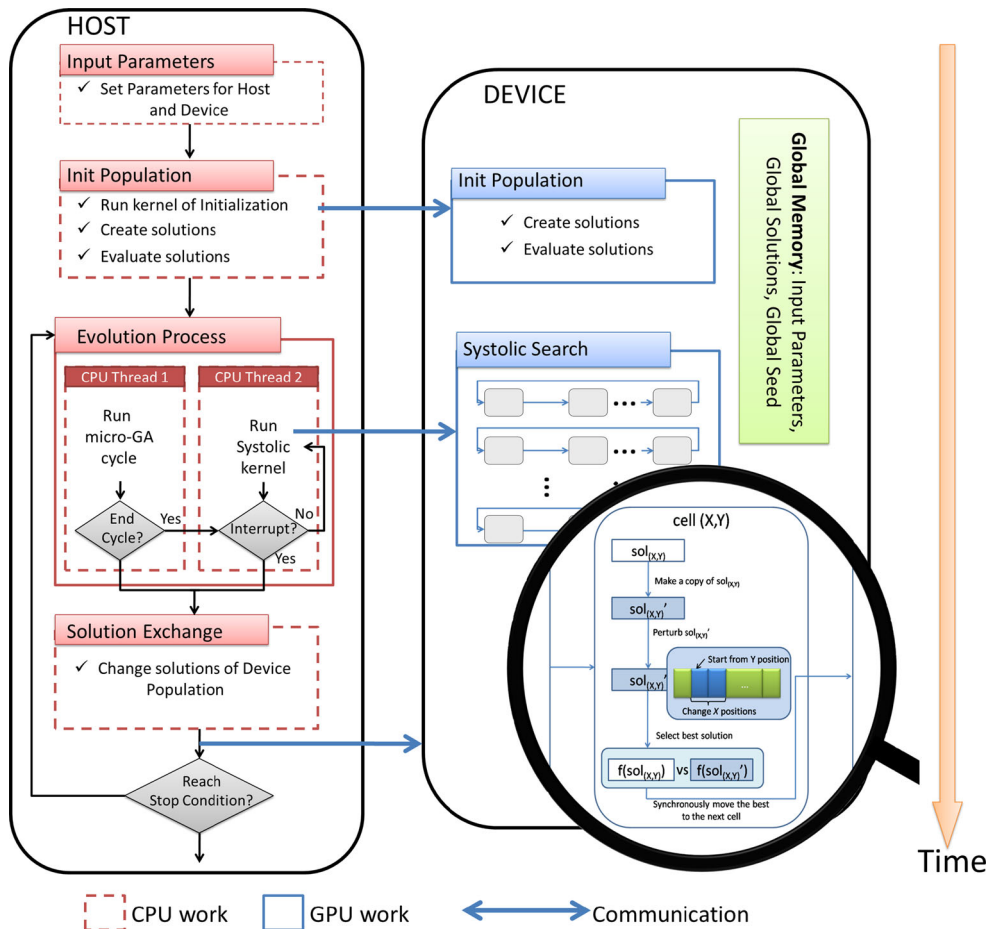 HOST
Input Parameters
✓ Set Parameters for Host
and Device
Init Population
✓ Run kernel of Initialization
✓ Create solutions
✓ Evaluate solutions
Evolution Process
CPU Thread 1
CPU Thread 2
Run
micro-GA
cycle
Run
Systolic
kernel
End
Cycle?
Yes
Interrupt?
No
Yes
Solution Exchange
✓ Change solutions of Device
Population
Reach
Stop Condition?
DEVICE
Init Population
✓ Create solutions
✓ Evaluate solutions
Systolic Search
Global Memory: Input Parameters,
Global Solutions, Global Seed
cell (X,Y)
sol(X,Y)
Make a copy of sol(X,Y)
sol(X,Y)'
Perturb sol(X,Y)'
sol(X,Y)'
Start from Y position
...
Change X positions
Select best solution
f(sol(X,Y)) vs f(sol(X,Y)')
Synchronously move the best
to the next cell
Time
CPU work
GPU work
Communication